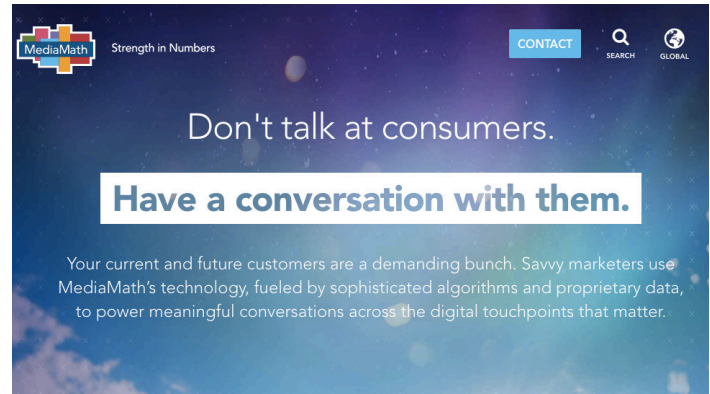 MediaMath
Strength in Numbers
CONTACT
SEARCH
GLOBAL
Don't talk at consumers.
Have a conversation with them.
Your current and future customers are a demanding bunch. Savvy marketers use
MediaMath’s technology, fueled by sophisticated algorithms and proprietary data,
to power meaningful conversations across the digital touchpoints that matter.